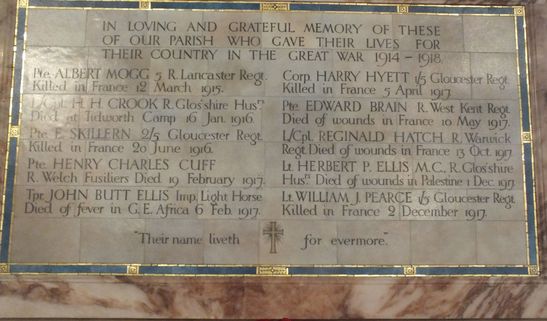 IN LOVING AND GRATEFUL MEMORY OF THESE
OF OUR PARISH WHO GAVE THEIR LIVES FOR
THEIR COUNTRY IN THE GREAT WAR 1914 – 1918.
Pte. ALBERT MOGG 5 R. Lancaster Regt.
Killed in France 12 March 1915.
L/Cpl. H. H. CROOK R. Glos'shire Husrs.
Died at Tidworth Camp 16 Jan. 1916.
Pte. E. SKILLERN 2/5 Gloucester Regt.
Killed in France 20 June 1916.
Pte. HENRY CHARLES CUFF
R. Welch Fusiliers Died 19 February 1917.
Tpr. JOHN BUTT ELLIS Imp. Light Horse
Died of fever in G.E. Africa 6 Feb. 1917.
Corp. HARRY HYETT 1/5 Gloucester Regt.
Killed in France 5 April 1917.
Pte. EDWARD BRAIN R. West Kent Regt.
Died of wounds in France 10 May 1917.
L/Cpl. REGINALD HATCH R. Warwick
Regt. Died of wounds in France 13 Oct. 1917.
Lt. HERBERT P. ELLIS M.C., R. Glos'shire
Husrs. Died of wounds in Palestine 1 Dec. 1917.
Lt. WILLIAM J. PEARCE 1/5 Gloucester Regt.
Killed in France 2 December 1917.
"Their name liveth for evermore."